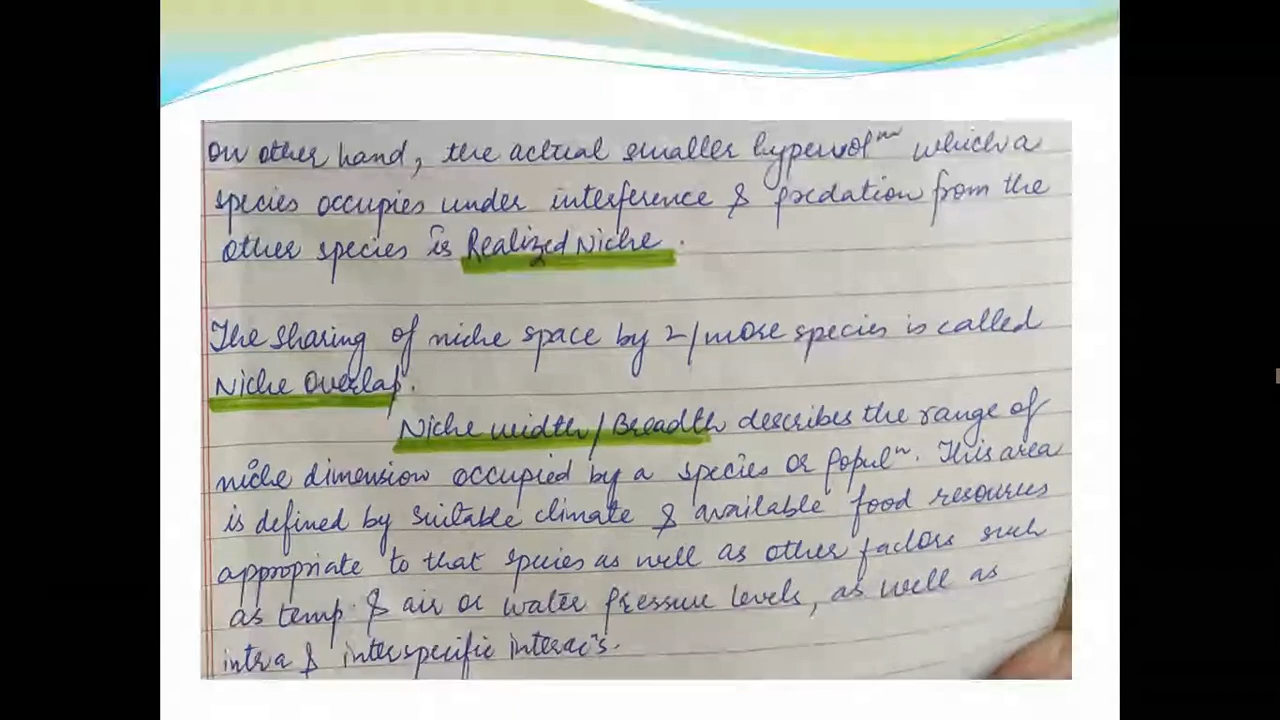 on other hand, the actual smaller hypervolᵐᵉ which a
species occupies under interference & predation from the
other species is Realized Niche.
The sharing of niche space by 2/more species is called
Niche Overlap.
Niche width/Breadth describes the range of
niche dimension occupied by a species or populⁿ. This area
is defined by suitable climate & available food resources
appropriate to that species as well as other factors such
as temp. & air or water pressure levels, as well as
intra & interspecific interacⁿs.